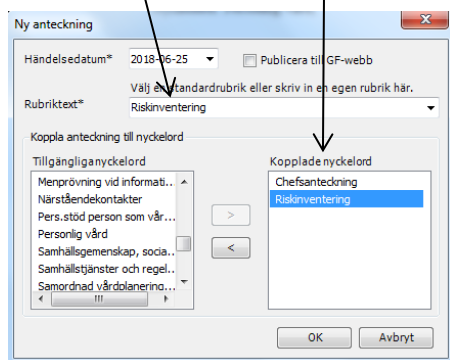 Ny anteckning
Händelsedatum* 2018-06-25 Publicera till GF-webb
Välj en standardrubrik eller skriv in en egen rubrik här.
Rubriktext* Riskinventering
Koppla anteckning till nyckelord
Tillgängliganyckelord
Menprövning vid informati...
Närståendekontakter
Pers.stöd person som vår...
Personlig vård
Samhällsgemenskap, socia...
Samhällstjänster och regel...
Samordnad vårdplanering...
>
<
Kopplade nyckelord
Chefsanteckning
Riskinventering
OK Avbryt